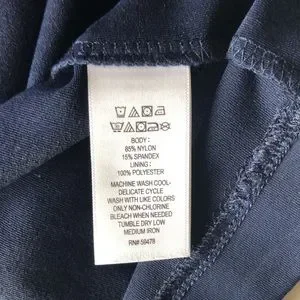 BODY :
85% NYLON
15% SPANDEX
LINING :
100% POLYESTER
MACHINE WASH COOL-
DELICATE CYCLE
WASH WITH LIKE COLORS
ONLY NON-CHLORINE
BLEACH WHEN NEEDED
TUMBLE DRY LOW
MEDIUM IRON
RN# 59478